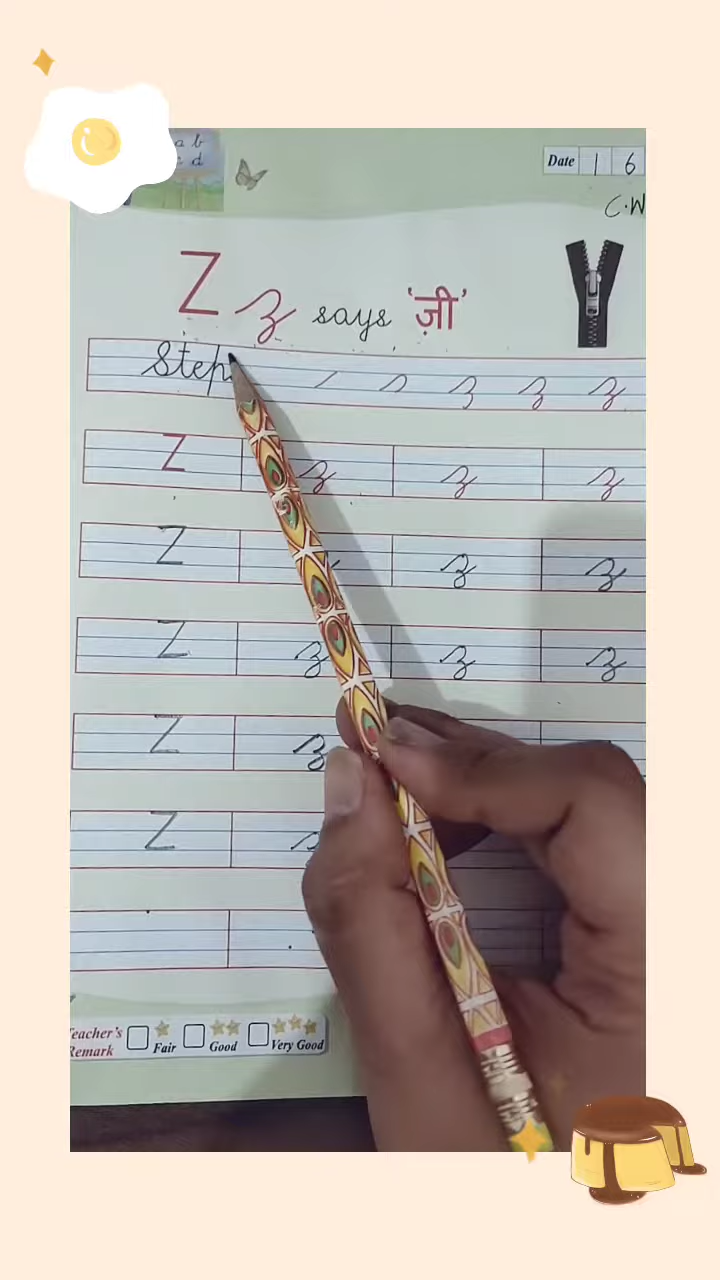 a b
c d
Date 1 6
C.W
Z z says 'ज़ी'
Step
z z
Z z z z
Z z z
Z z z z
Z z
Z
Teacher's Remark Fair Good Very Good